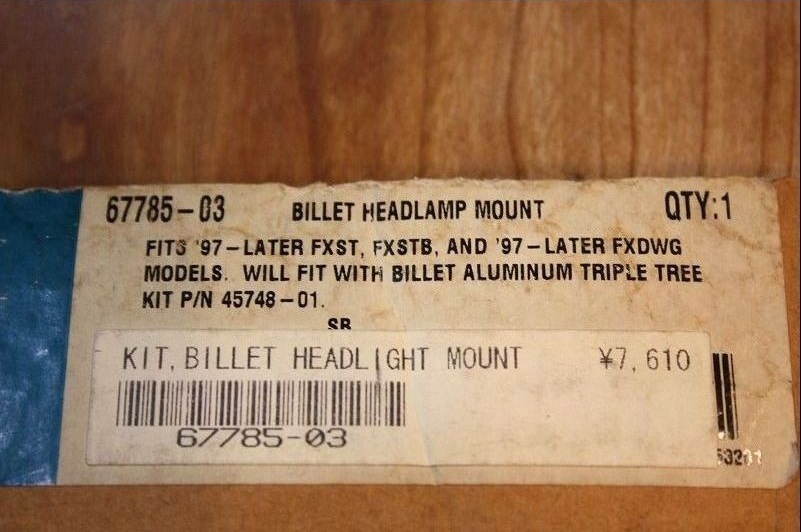 67785-03 BILLET HEADLAMP MOUNT QTY:1
FITS '97-LATER FXST, FXSTB, AND '97-LATER FXDWG
MODELS. WILL FIT WITH BILLET ALUMINUM TRIPLE TREE
KIT P/N 45748-01.
SB
KIT, BILLET HEADLIGHT MOUNT ¥7,610
67785-03